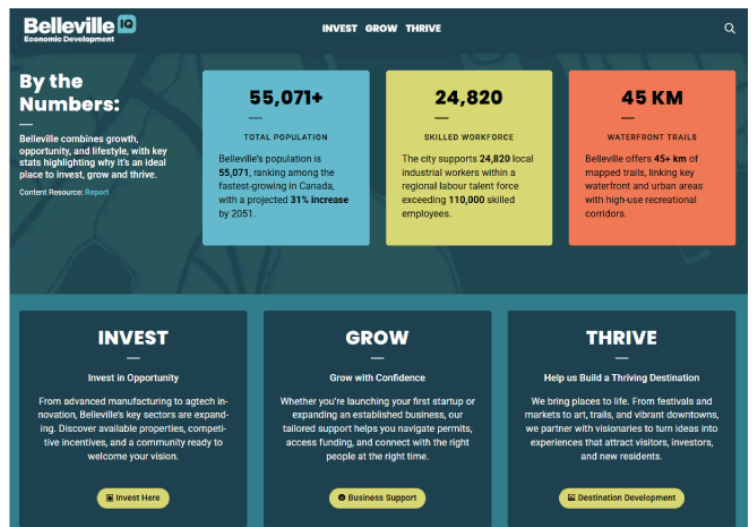 Belleville IQ
Economic Development
INVEST GROW THRIVE
By the
Numbers:
Belleville combines growth,
opportunity, and lifestyle, with key
stats highlighting why it's an ideal
place to invest, grow and thrive.
Content Resource: Report
55,071+
TOTAL POPULATION
Belleville's population is
55,071, ranking among the
fastest-growing in Canada,
with a projected 31% increase
by 2051.
24,820
SKILLED WORKFORCE
The city supports 24,820 local
industrial workers within a
regional labour talent force
exceeding 110,000 skilled
employees.
45 KM
WATERFRONT TRAILS
Belleville offers 45+ km of
mapped trails, linking key
waterfront and urban areas
with high-use recreational
corridors.
INVEST
Invest in Opportunity
From advanced manufacturing to agtech in-
novation, Belleville's key sectors are expand-
ing. Discover available properties, competi-
tive incentives, and a community ready to
welcome your vision.
Invest Here
GROW
Grow with Confidence
Whether you're launching your first startup or
expanding an established business, our
tailored support helps you navigate permits,
access funding, and connect with the right
people at the right time.
Business Support
THRIVE
Help us Build a Thriving Destination
We bring places to life. From festivals and
markets to art, trails, and vibrant downtowns,
we partner with visionaries to turn ideas into
experiences that attract visitors, investors,
and new residents.
Destination Development